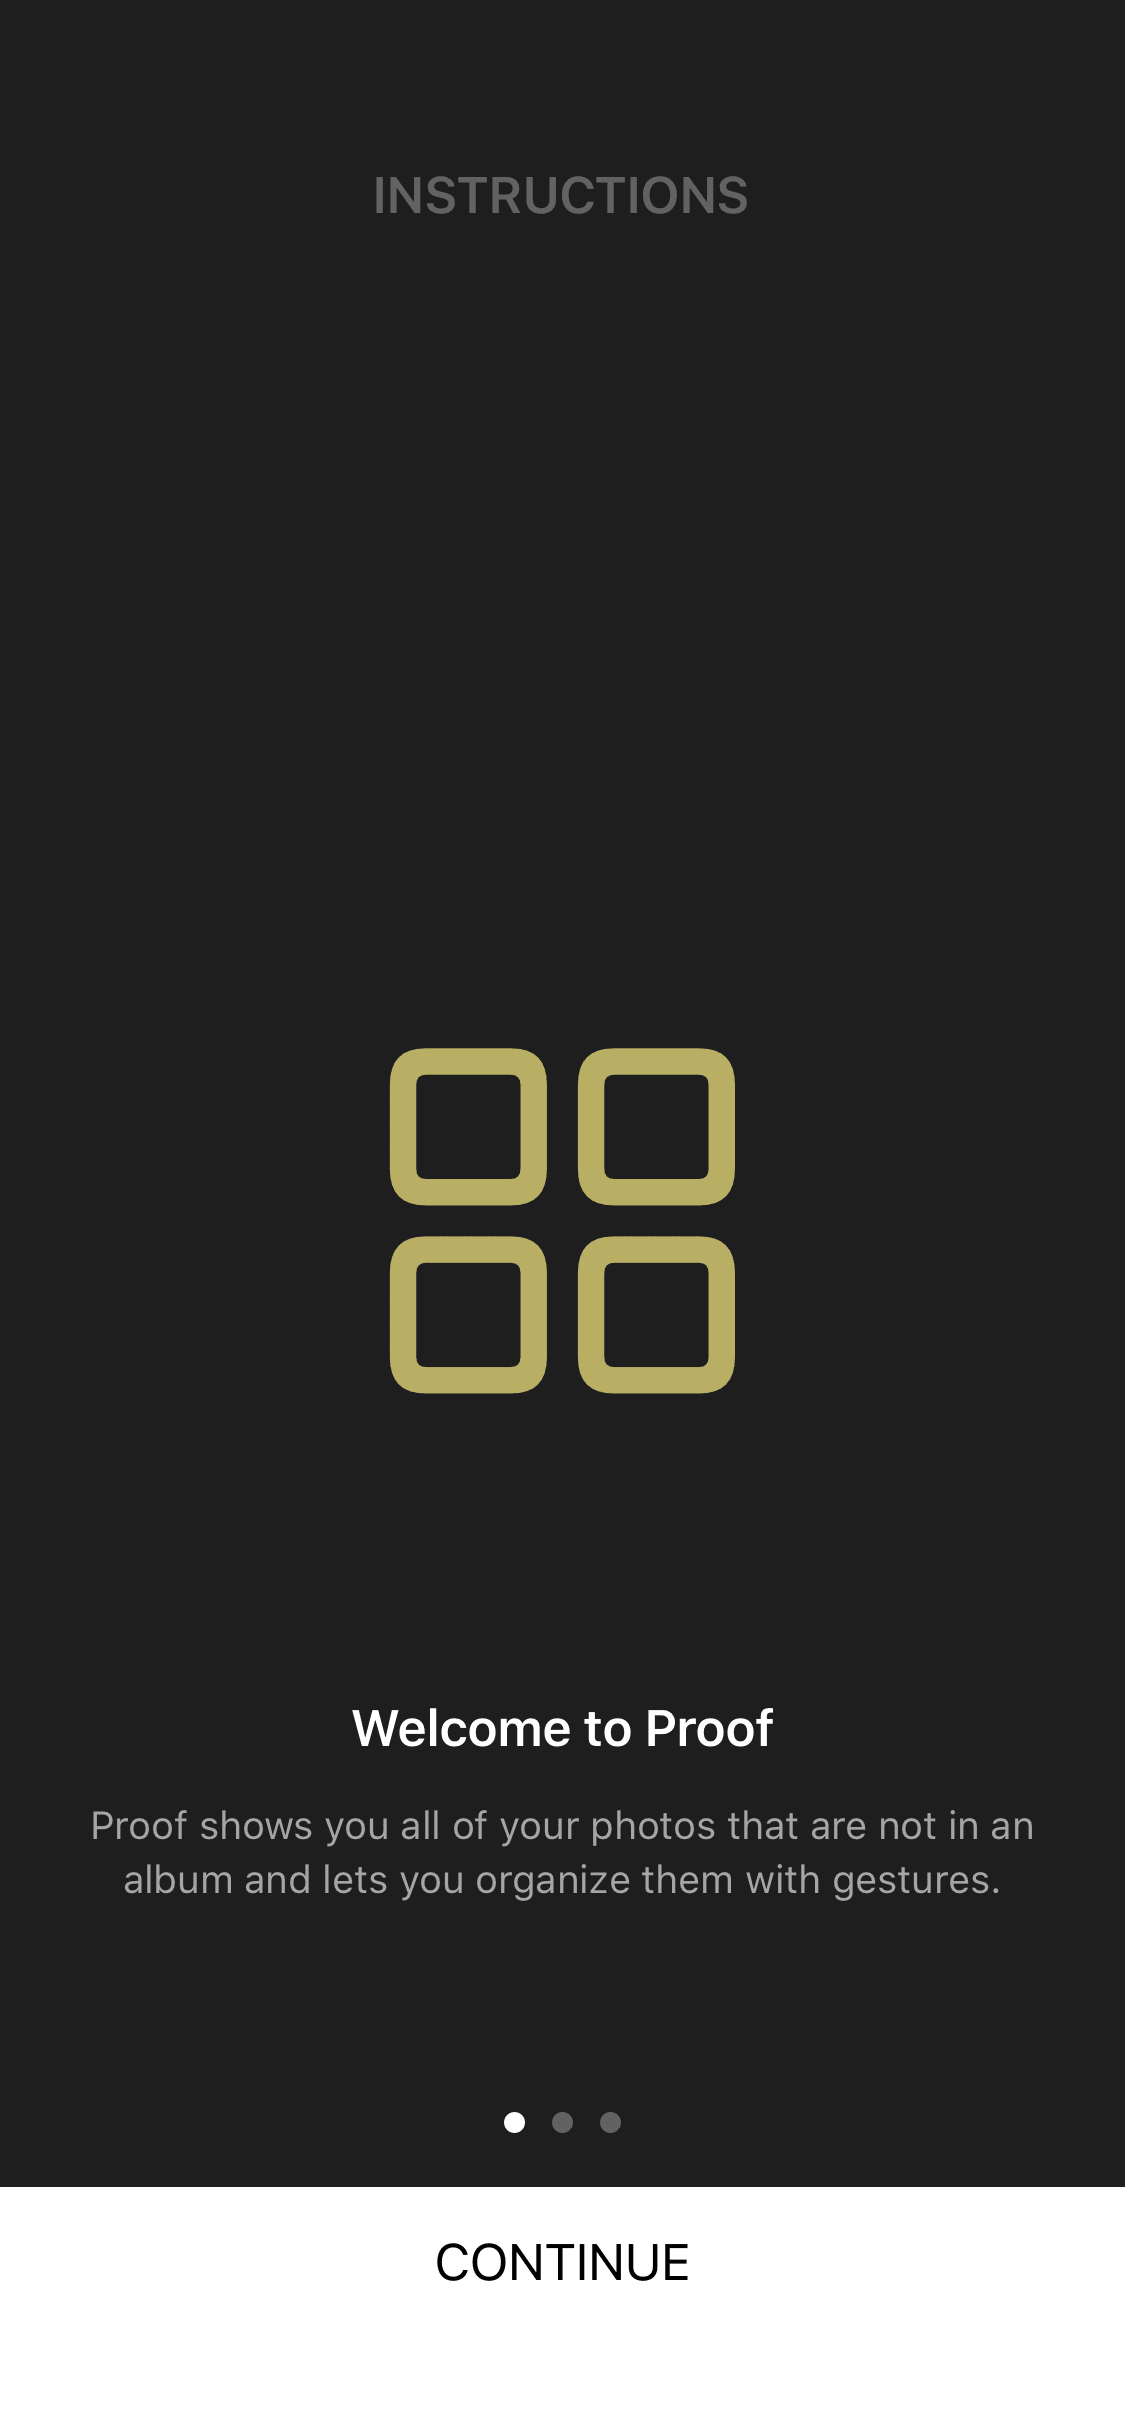 INSTRUCTIONS
Welcome to Proof
Proof shows you all of your photos that are not in an
album and lets you organize them with gestures.
CONTINUE